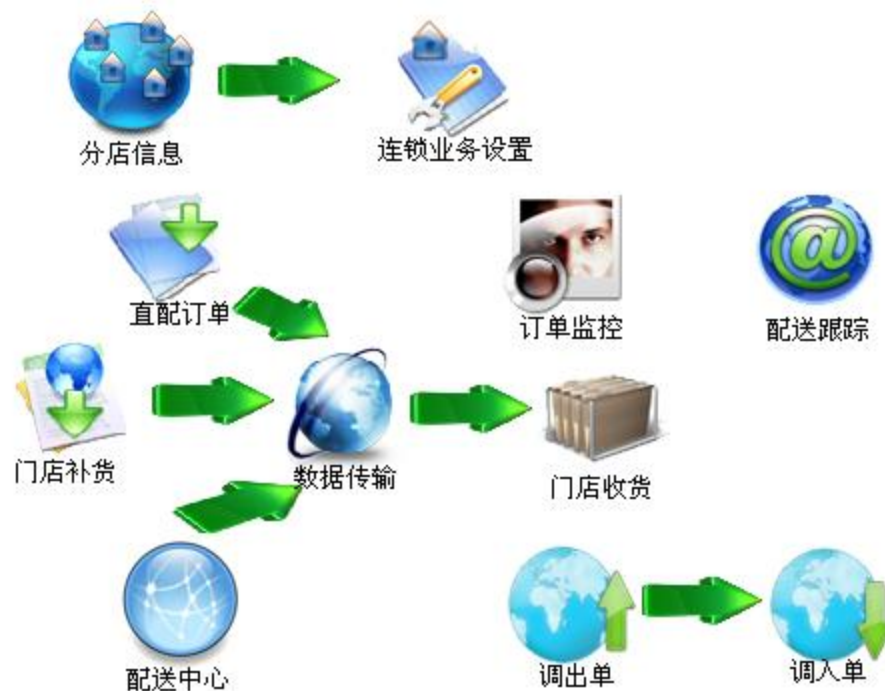 分店信息
连锁业务设置
直配订单
订单监控
配送跟踪
门店补货
数据传输
门店收货
配送中心
调出单
调入单